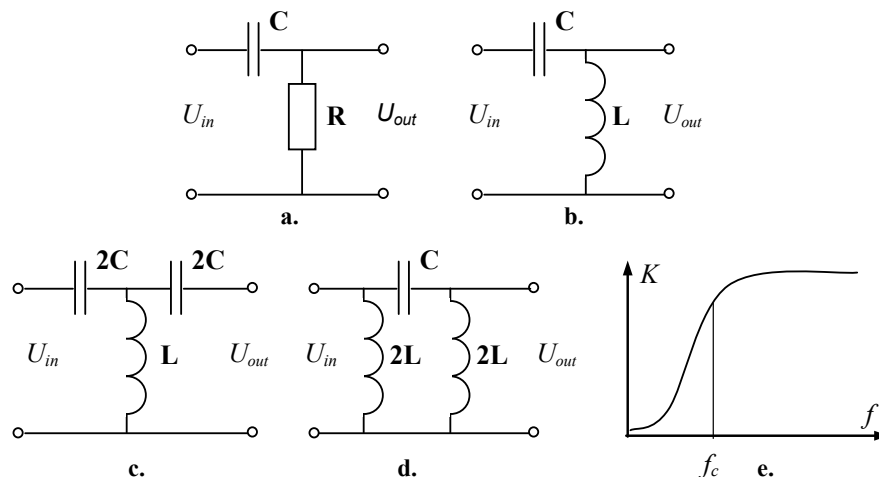 C
C
U_in R U_out
U_in L U_out
a. b.
2C 2C
C
K
U_in L U_out
U_in 2L 2L U_out
f
c. d.
f_c e.